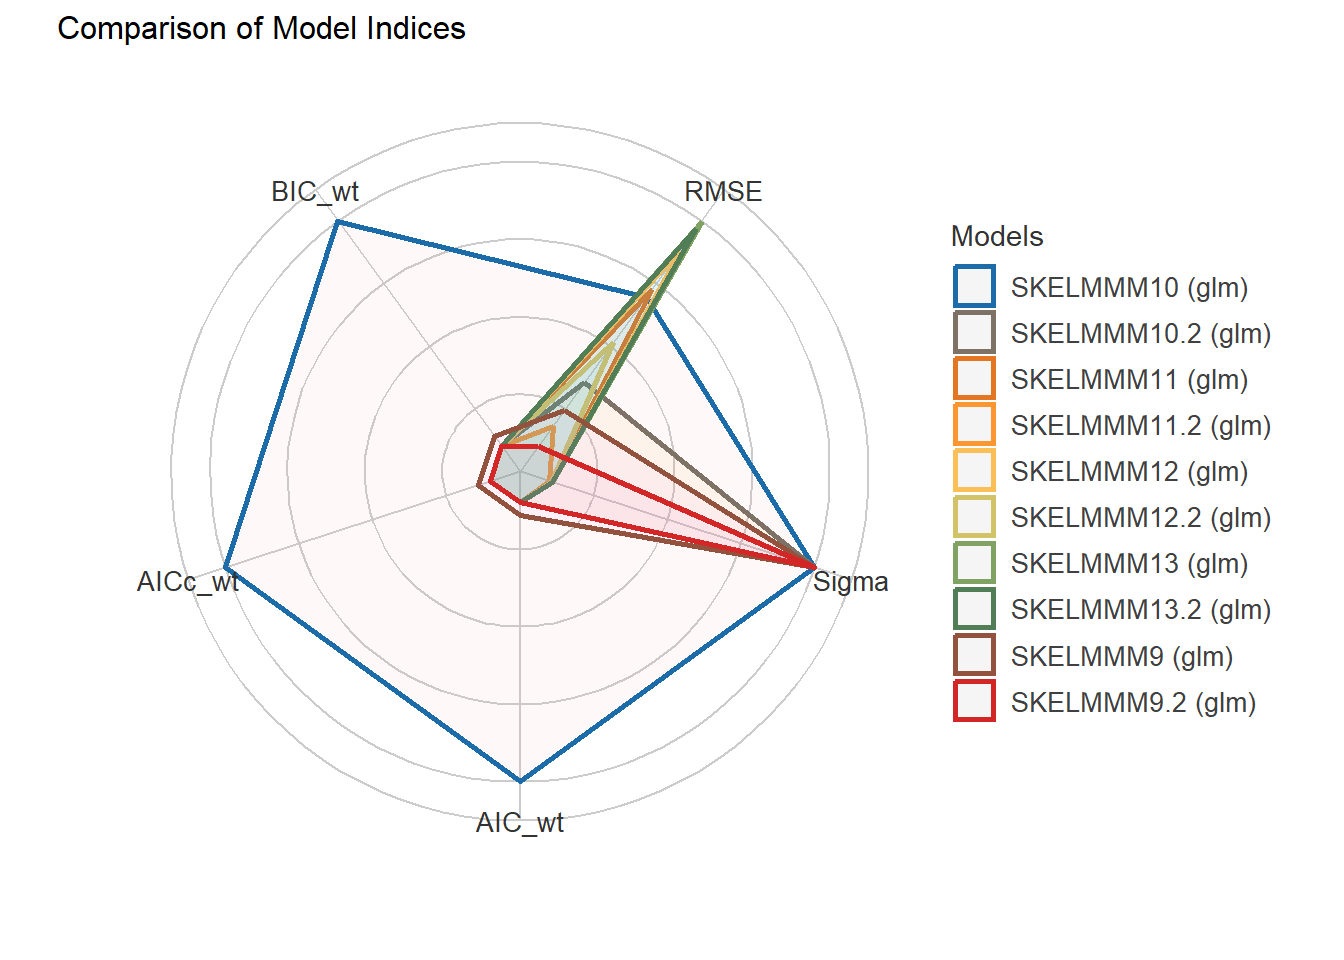 Comparison of Model Indices
BIC_wt
RMSE
AICc_wt
Sigma
AIC_wt
Models
SKELMMM10 (glm)
SKELMMM10.2 (glm)
SKELMMM11 (glm)
SKELMMM11.2 (glm)
SKELMMM12 (glm)
SKELMMM12.2 (glm)
SKELMMM13 (glm)
SKELMMM13.2 (glm)
SKELMMM9 (glm)
SKELMMM9.2 (glm)